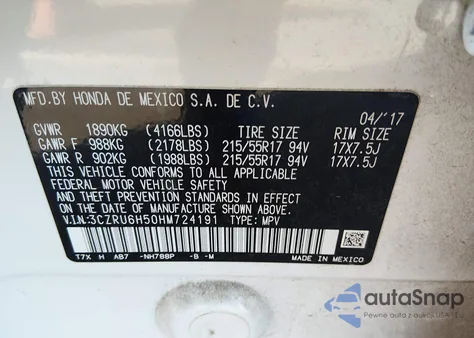 MFD.BY HONDA DE MEXICO S.A. DE C.V.
04/'17
GVWR 1890KG (4166LBS) TIRE SIZE RIM SIZE
GAWR F 988KG (2178LBS) 215/55R17 94V 17X7.5J
GAWR R 902KG (1988LBS) 215/55R17 94V 17X7.5J
THIS VEHICLE CONFORMS TO ALL APPLICABLE
FEDERAL MOTOR VEHICLE SAFETY
AND THEFT PREVENTION STANDARDS IN EFFECT
ON THE DATE OF MANUFACTURE SHOWN ABOVE.
V.I.N:3CZRU6H50HM724191 TYPE: MPV
T7X H AB7 -NH788P -B -M
MADE IN MEXICO
autoSnap
Pewne auta z USA